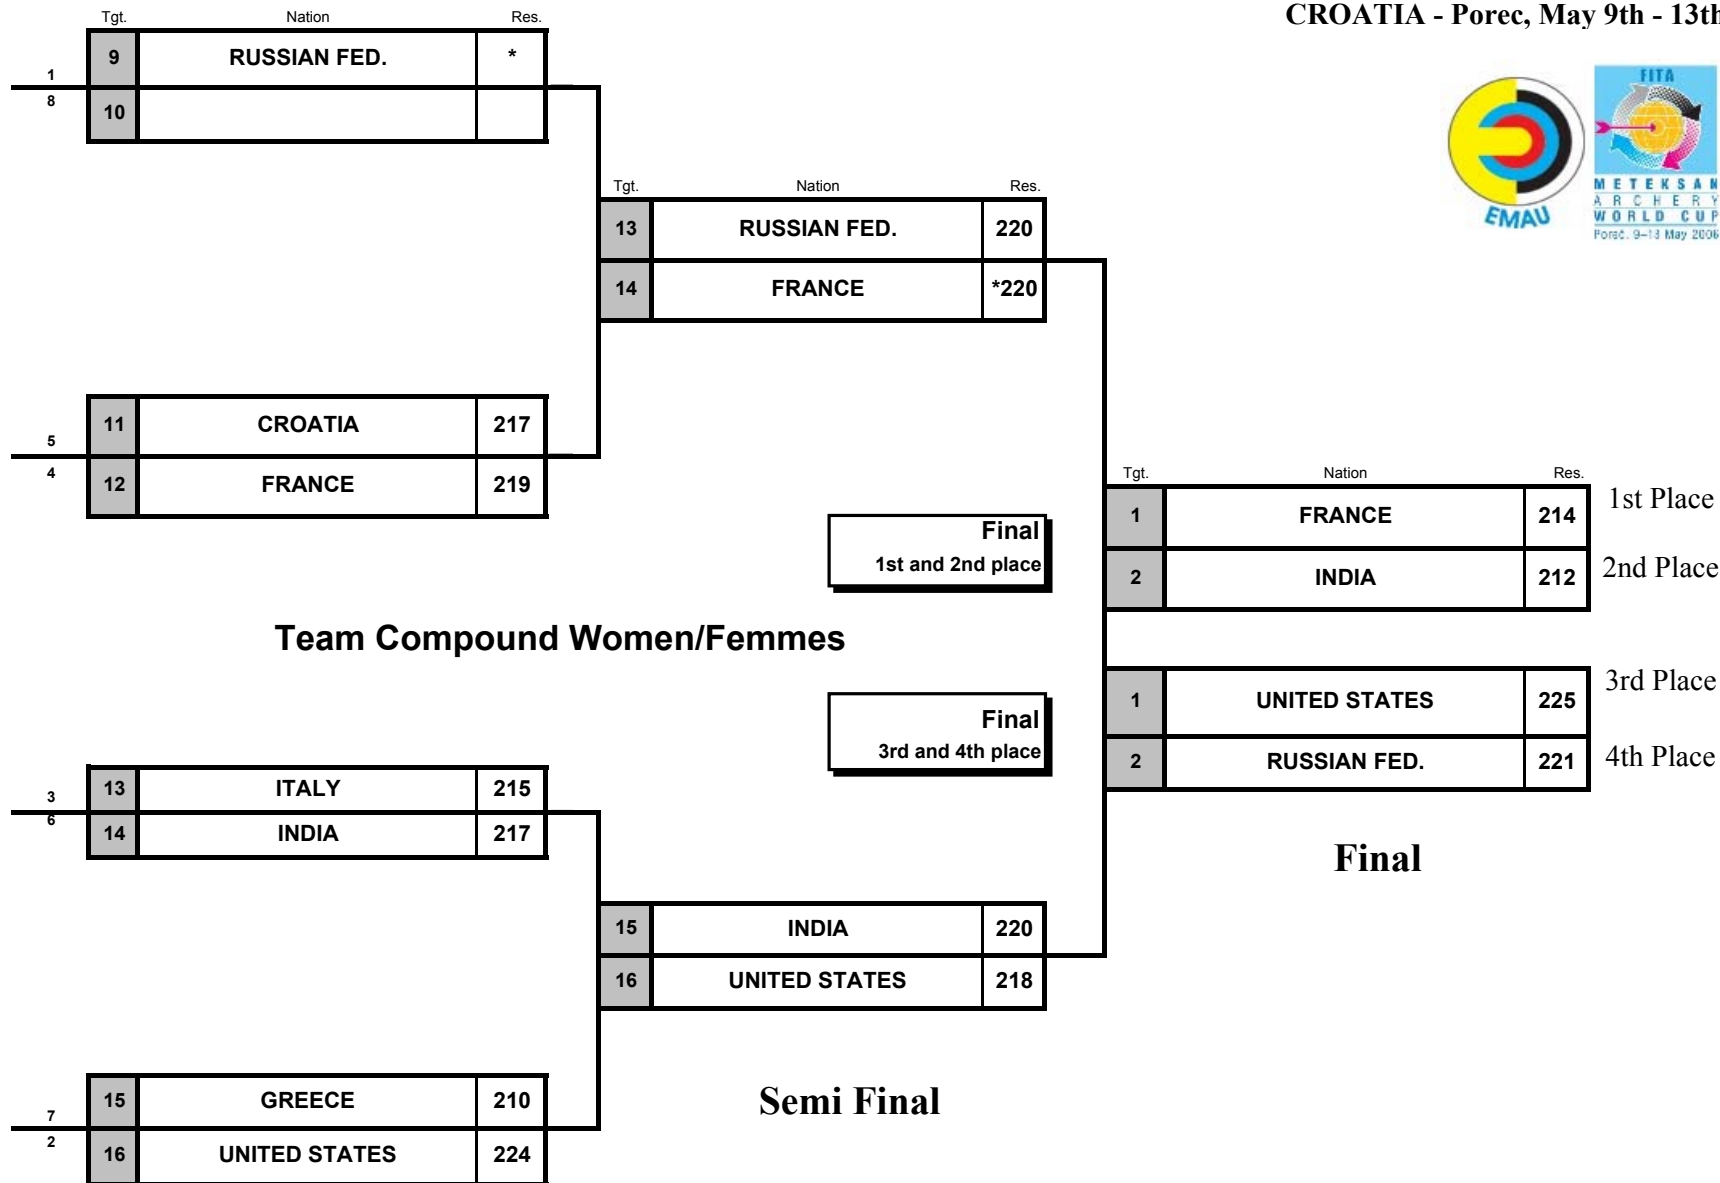 CROATIA - Porec, May 9th - 13th
Tgt. Nation Res.
9 RUSSIAN FED. *
1
8
10
EMAU
FITA
METEKSAN
ARCHERY
WORLD CUP
Poreč, 9-13 May 2006
Tgt. Nation Res.
13 RUSSIAN FED. 220
14 FRANCE *220
11 CROATIA 217
5
4
12 FRANCE 219
Tgt. Nation Res.
1 FRANCE 214 1st Place
2 INDIA 212 2nd Place
Final
1st and 2nd place
Team Compound Women/Femmes
1 UNITED STATES 225 3rd Place
2 RUSSIAN FED. 221 4th Place
Final
3rd and 4th place
13 ITALY 215
3
6
14 INDIA 217
Final
15 INDIA 220
16 UNITED STATES 218
Semi Final
15 GREECE 210
7
2
16 UNITED STATES 224